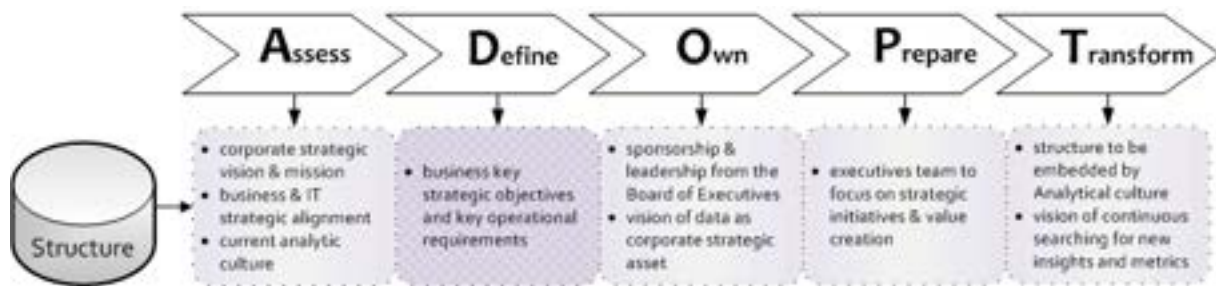 Assess
Define
Own
Prepare
Transform
Structure
• corporate strategic
vision & mission
• business & IT
strategic alignment
• current analytic
culture
• business key
strategic objectives
and key operational
requirements
• sponsorship &
leadership from the
Board of Executives
• vision of data as
corporate strategic
asset
• executives team to
focus on strategic
initiatives & value
creation
• structure to be
embedded by
Analytical culture
• vision of continuous
searching for new
insights and metrics